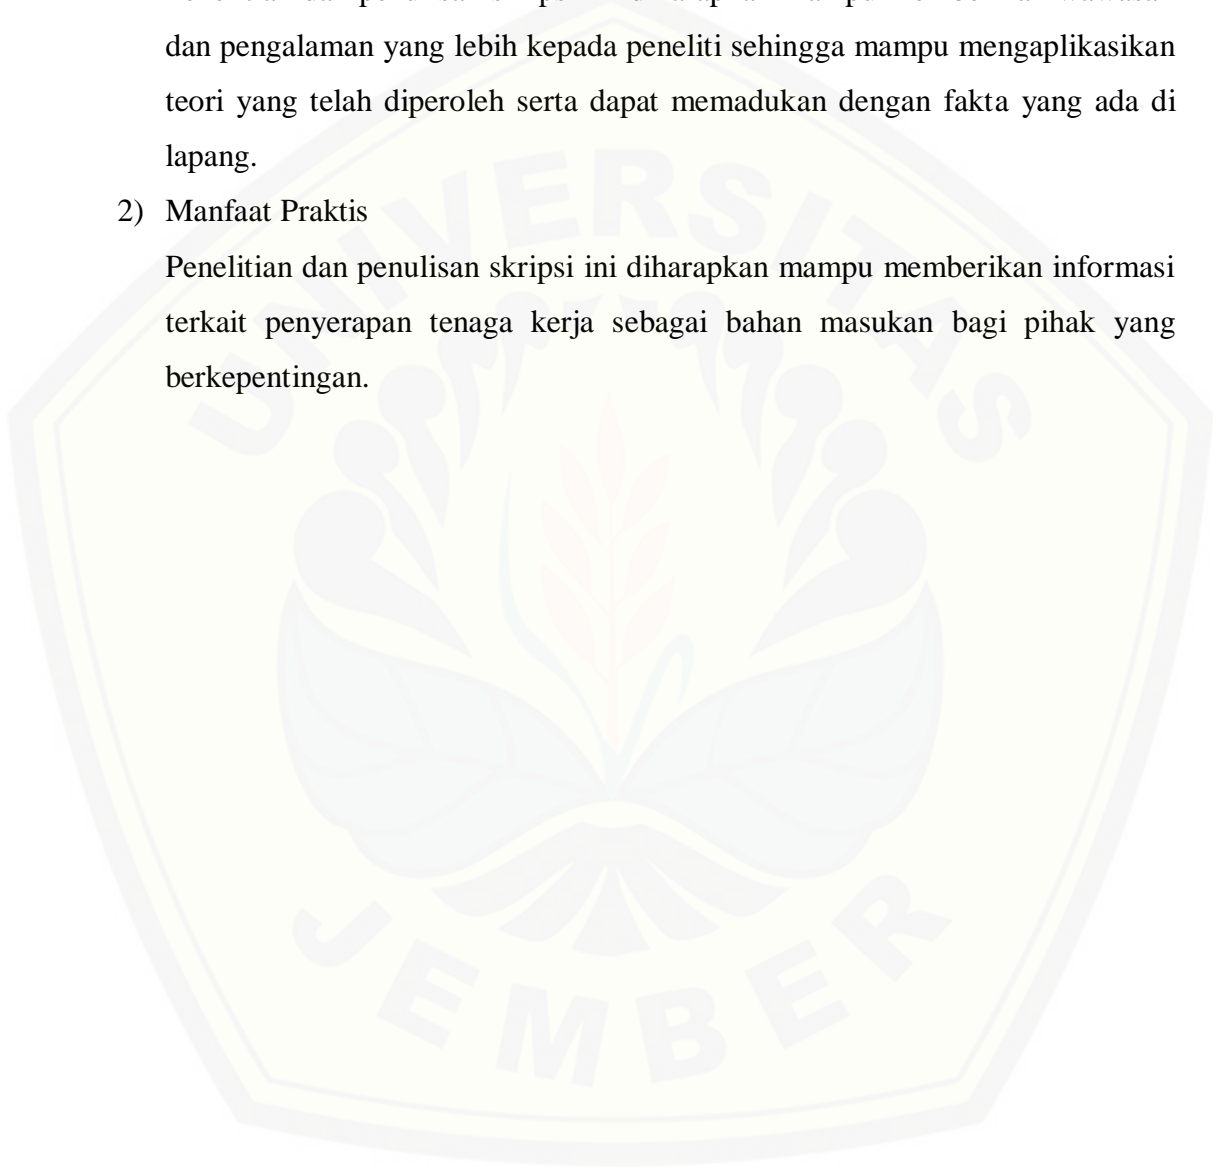 dan pengalaman yang lebih kepada peneliti sehingga mampu mengaplikasikan
teori yang telah diperoleh serta dapat memadukan dengan fakta yang ada di
lapang.
2) Manfaat Praktis
Penelitian dan penulisan skripsi ini diharapkan mampu memberikan informasi
terkait penyerapan tenaga kerja sebagai bahan masukan bagi pihak yang
berkepentingan.
UNIVERSITAS
JEMBER